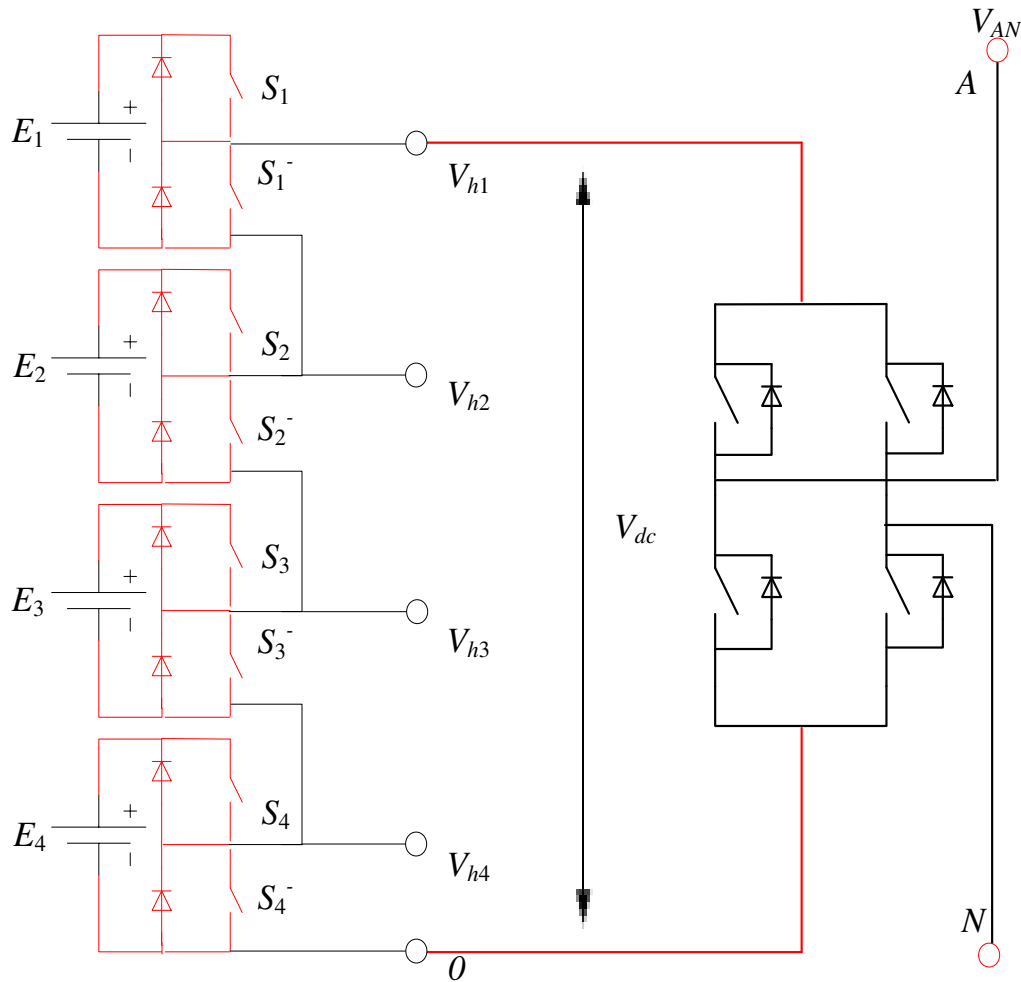 V_AN
A
S_1
+
E_1
–
S_1^-
V_h1
S_2
+
E_2
–
S_2^-
V_h2
V_dc
S_3
+
E_3
–
S_3^-
V_h3
S_4
+
E_4
–
S_4^-
V_h4
N
0